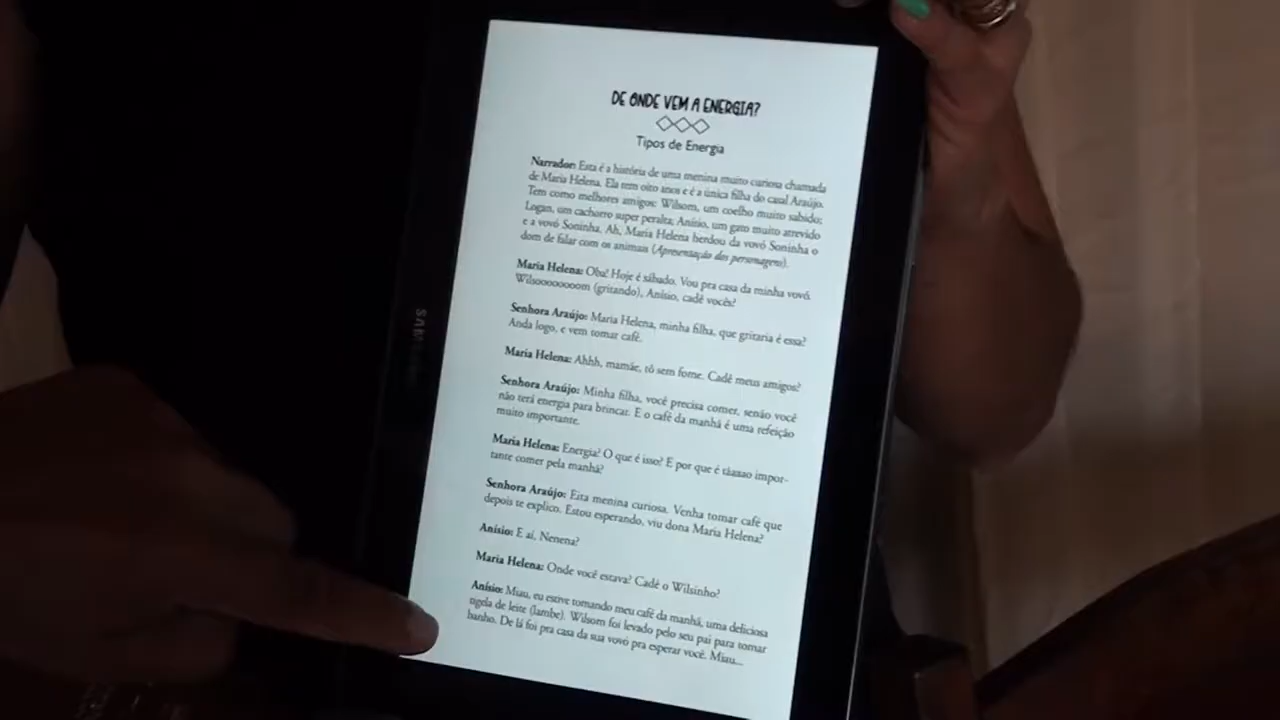 DE ONDE VEM A ENERGIA?
Tipos de Energia
Narrador: Esta é a história de uma menina muito curiosa chamada
de Maria Helena. Ela tem oito anos e é a única filha do casal Araújo.
Tem como melhores amigos: Wilsom, um coelho muito sabido;
Logan, um cachorro super peralta; Anísio, um gato muito atrevido
e a vovó Soninha. Ah, Maria Helena herdou da vovó Soninha o
dom de falar com os animais (Apresentação dos personagens).
Maria Helena: Oba! Hoje é sábado. Vou pra casa da minha vovó.
Wilsooooooom (gritando), Anísio, cadê vocês?
Senhora Araújo: Maria Helena, minha filha, que gritaria é essa?
Anda logo, e vem tomar café.
Maria Helena: Ahhh, mamãe, tô sem fome. Cadê meus amigos?
Senhora Araújo: Minha filha, você precisa comer, senão você
não terá energia para brincar. E o café da manhã é uma refeição
muito importante.
Maria Helena: Energia? O que é isso? E por que é tãaaao impor-
tante comer pela manhã?
Senhora Araújo: Eita menina curiosa. Venha tomar café que
depois te explico. Estou esperando, viu dona Maria Helena?
Anísio: E aí, Nenena?
Maria Helena: Onde você estava? Cadê o Wilsinho?
Anísio: Miau, eu estive tomando meu café da manhã, uma deliciosa
tigela de leite (lambe). Wilsom foi levado pelo seu pai para tomar
banho. De lá foi pra casa da sua vovó pra esperar você. Miau...